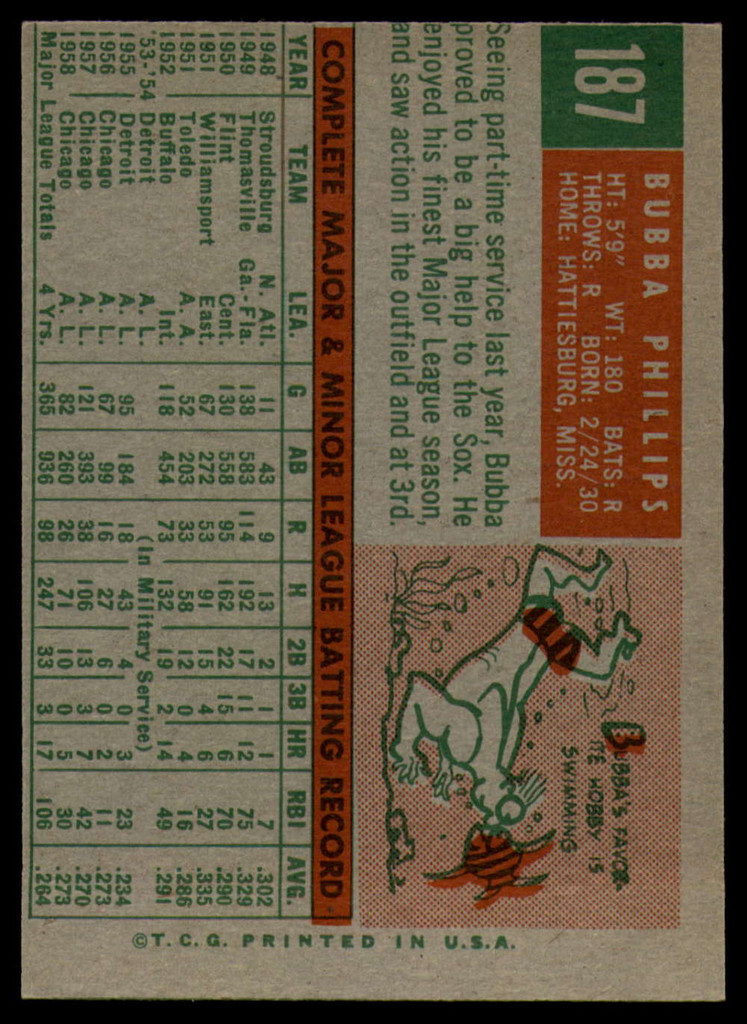 187
BUBBA PHILLIPS
HT: 5'9" WT: 180 BATS: R
THROWS: R BORN: 2/24/30
HOME: HATTIESBURG, MISS.
Seeing part-time service last year, Bubba
proved to be a big help to the Sox. He
enjoyed his finest Major League season,
and saw action in the outfield and at 3rd.
BUBBA'S FAVOR-
ITE HOBBY IS
SWIMMING
COMPLETE MAJOR & MINOR LEAGUE BATTING RECORD
YEAR TEAM LEA. G AB R H 2B 3B HR RBI AVG.
1948 Stroudsburg N. Atl. 11 43 9 13 2 1 1 7 .302
1949 Thomasville Ga.-Fla. 138 583 114 192 17 11 12 75 .329
1950 Flint Cent. 130 558 95 162 22 15 6 70 .290
1951 Williamsport East. 67 272 53 91 15 4 6 27 .335
1951 Toledo A. A. 52 203 33 58 12 0 4 16 .286
1952 Buffalo Int. 118 454 73 132 19 2 14 49 .291
'53-'54 Detroit A. L. (In Military Service)
1955 Detroit A. L. 95 184 18 43 4 0 3 23 .234
1956 Chicago A. L. 67 99 16 27 6 0 2 11 .273
1957 Chicago A. L. 121 393 38 106 13 3 7 42 .270
1958 Chicago A. L. 82 260 26 71 10 0 5 30 .273
Major League Totals 4 Yrs. 365 936 98 247 33 3 17 106 .264
©T.C.G. PRINTED IN U.S.A.